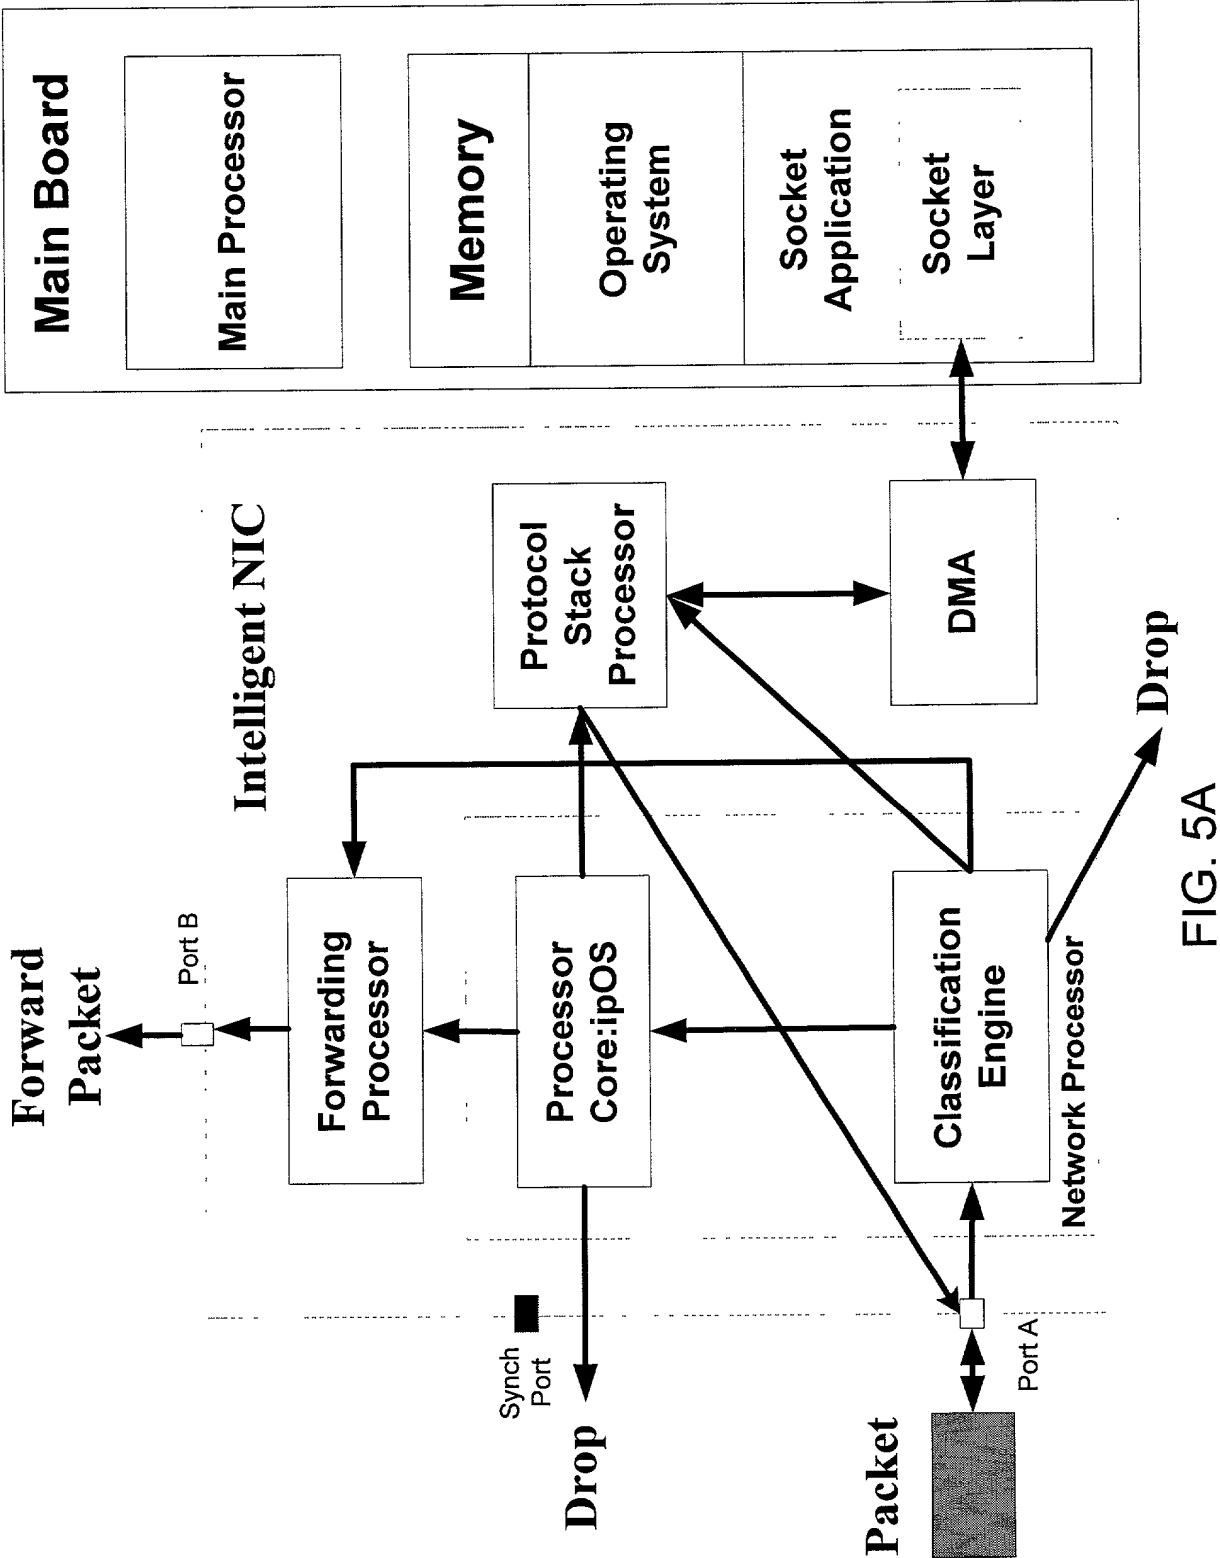 Main Board
Main Processor
Memory
Operating
System
Socket
Application
Socket
Layer
Intelligent NIC
Protocol
Stack
Processor
DMA
Drop
Forward
Packet
Port B
Forwarding
Processor
Processor
Core:ipOS
Classification
Engine
Network Processor
Synch
Port
Drop
Port A
Packet
FIG. 5A